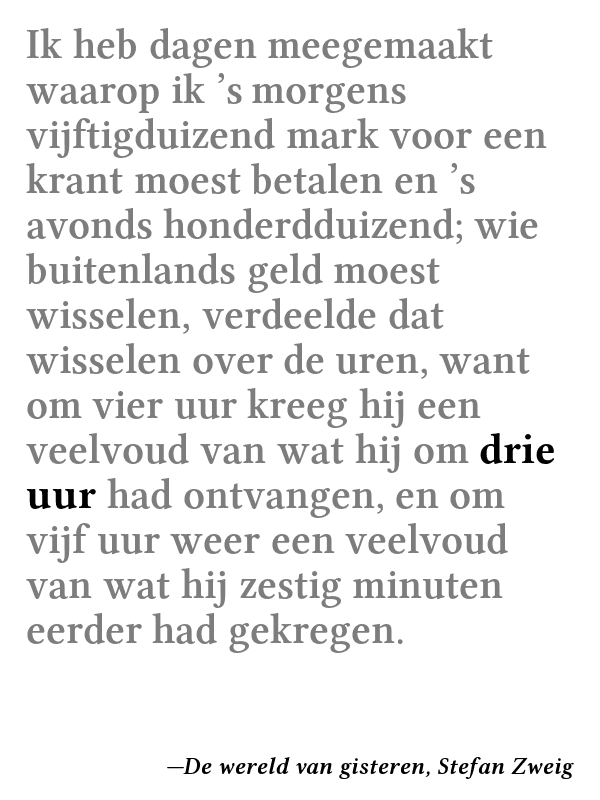 Ik heb dagen meegemaakt
waarop ik ’s morgens
vijftigduizend mark voor een
krant moest betalen en ’s
avonds honderdduizend; wie
buitenlands geld moest
wisselen, verdeelde dat
wisselen over de uren, want
om vier uur kreeg hij een
veelvoud van wat hij om drie
uur had ontvangen, en om
vijf uur weer een veelvoud
van wat hij zestig minuten
eerder had gekregen.
—De wereld van gisteren, Stefan Zweig